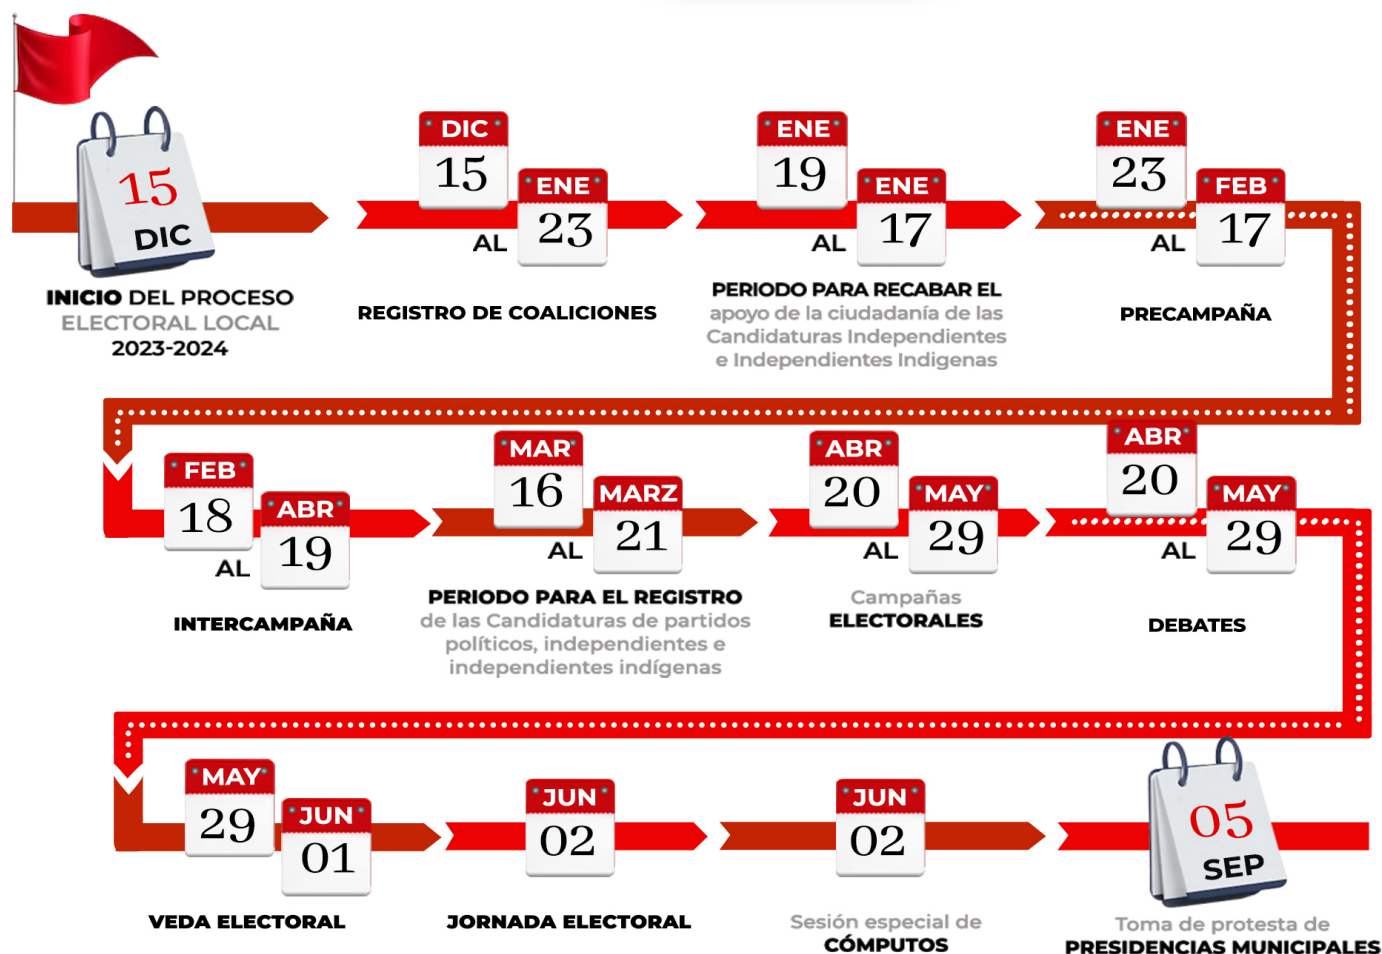 15
DIC
INICIO DEL PROCESO
ELECTORAL LOCAL
2023-2024
DIC
15
AL
ENE
23
REGISTRO DE COALICIONES
ENE
19
AL
ENE
17
PERIODO PARA RECABAR EL
apoyo de la ciudadanía de las
Candidaturas Independientes
e Independientes Indigenas
ENE
23
AL
FEB
17
PRECAMPAÑA
FEB
18
AL
ABR
19
INTERCAMPAÑA
MAR
16
AL
MARZ
21
PERIODO PARA EL REGISTRO
de las Candidaturas de partidos
políticos, independientes e
independientes indígenas
ABR
20
AL
MAY
29
Campañas
ELECTORALES
ABR
20
AL
MAY
29
DEBATES
MAY
29
JUN
01
VEDA ELECTORAL
JUN
02
JORNADA ELECTORAL
JUN
02
Sesión especial de
CÓMPUTOS
05
SEP
Toma de protesta de
PRESIDENCIAS MUNICIPALES